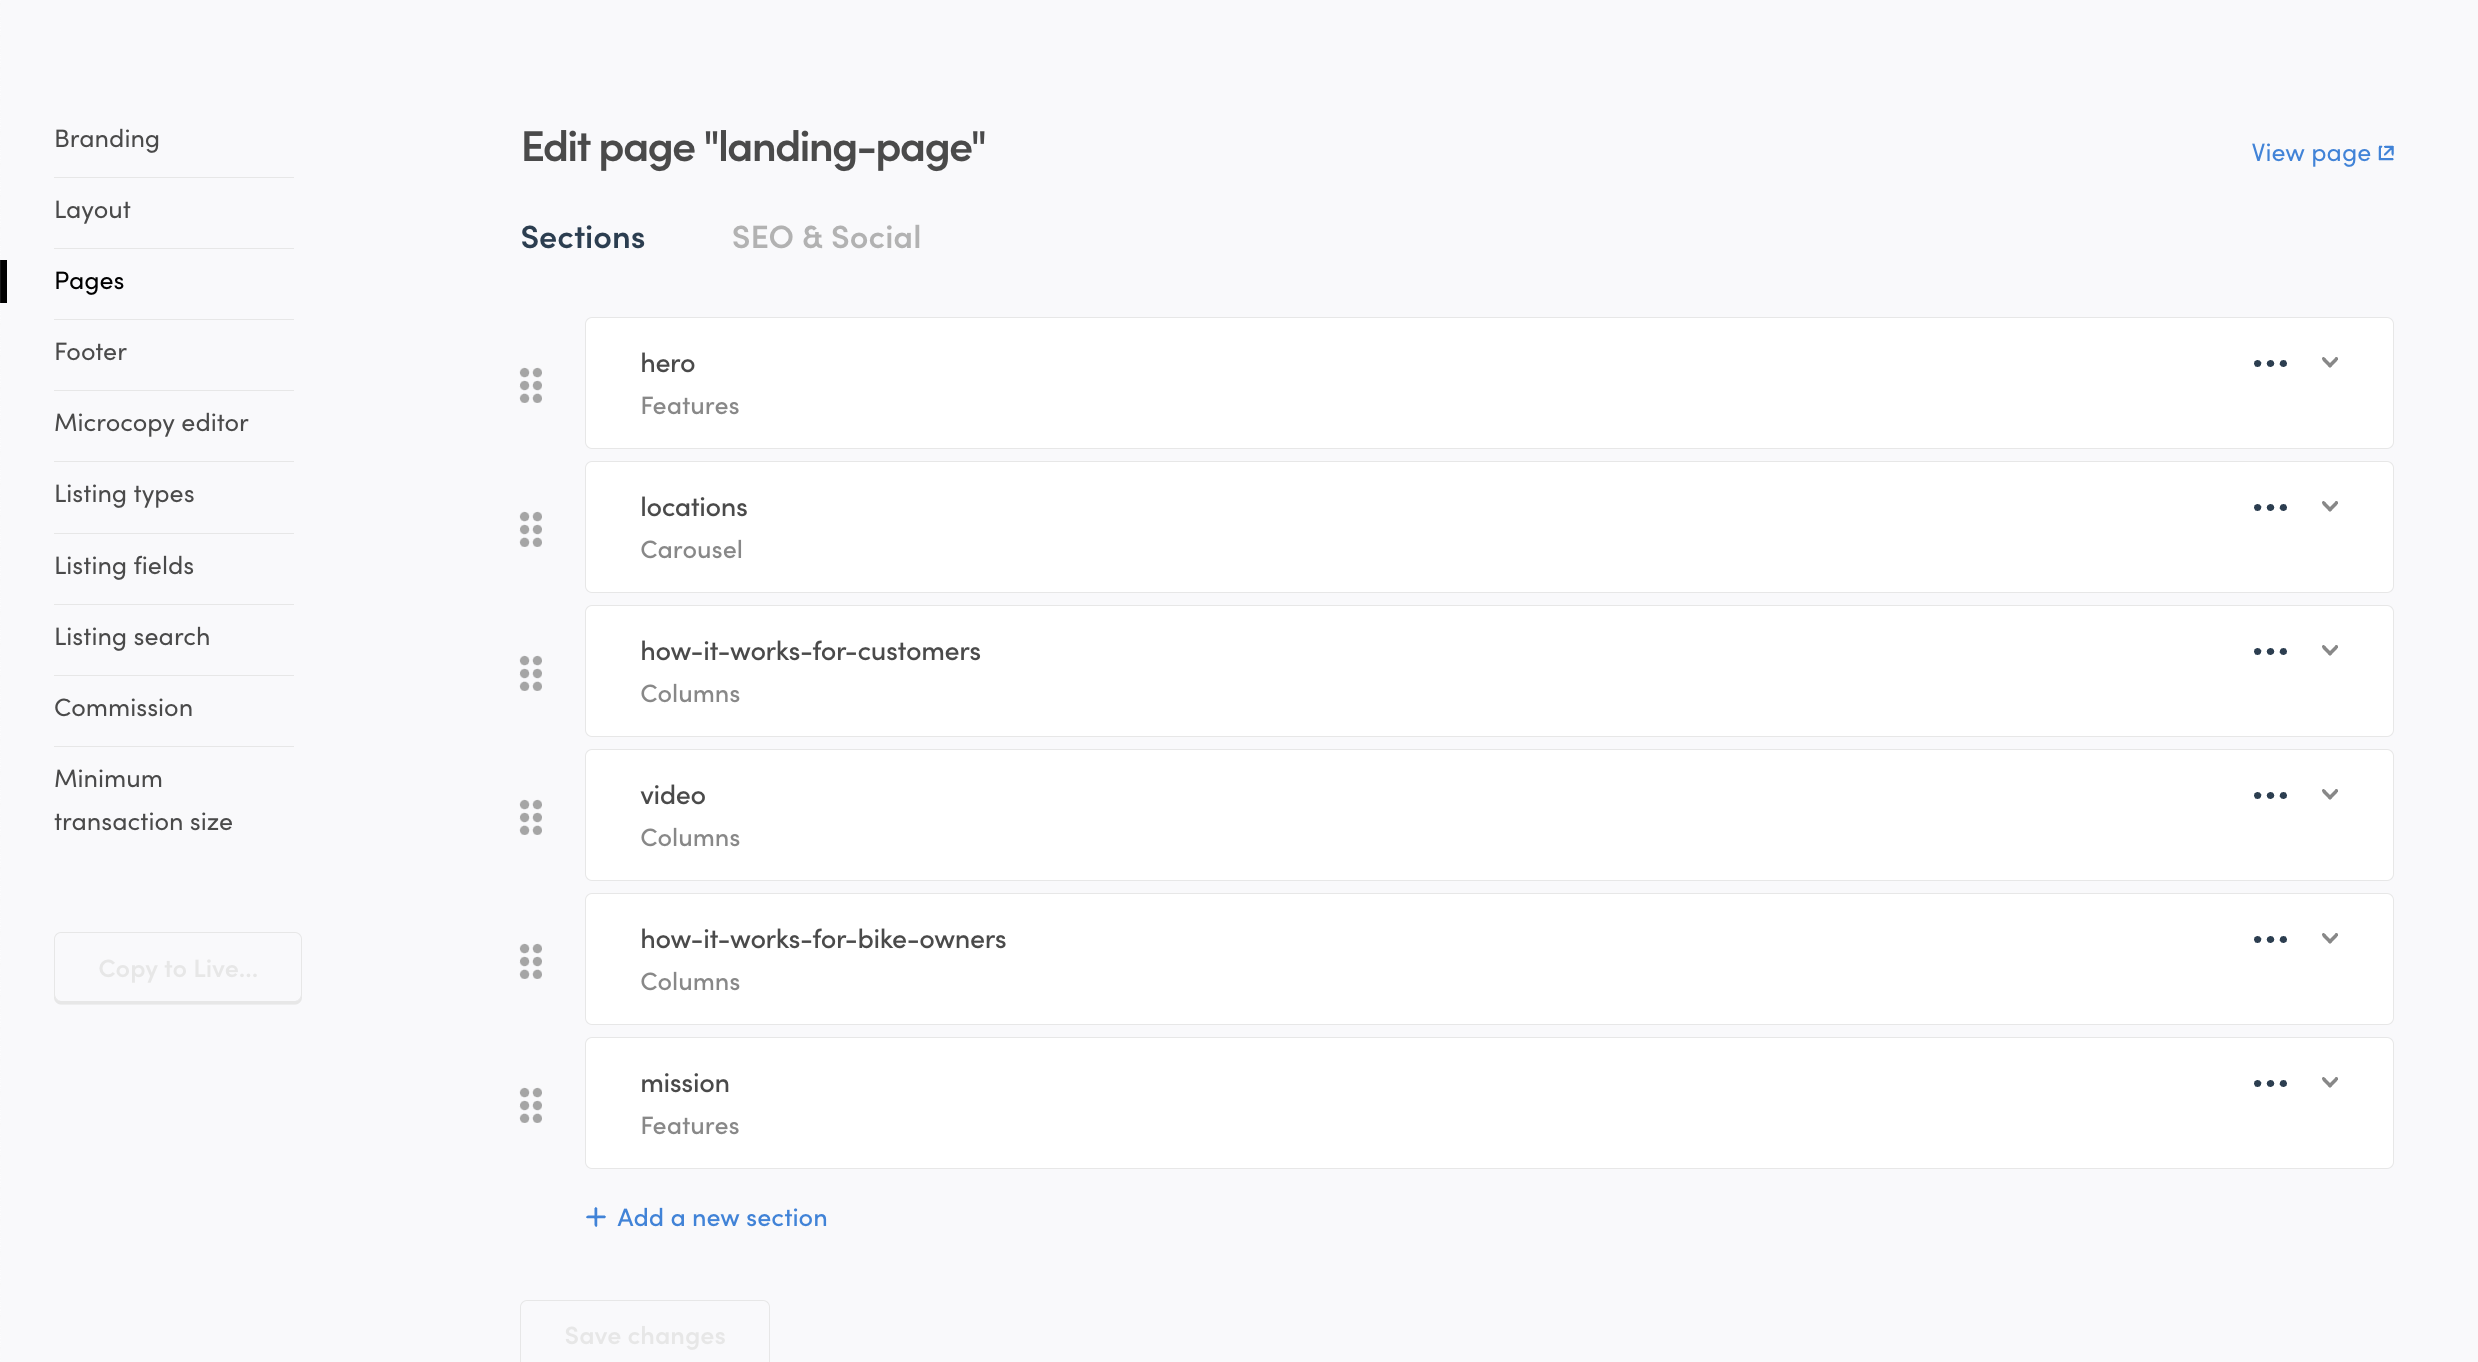 Branding
Layout
Pages
Footer
Microcopy editor
Listing types
Listing fields
Listing search
Commission
Minimum
transaction size
Copy to Live...
Edit page "landing-page"
View page
Sections
SEO & Social
hero
Features
locations
Carousel
how-it-works-for-customers
Columns
video
Columns
how-it-works-for-bike-owners
Columns
mission
Features
+ Add a new section
Save changes